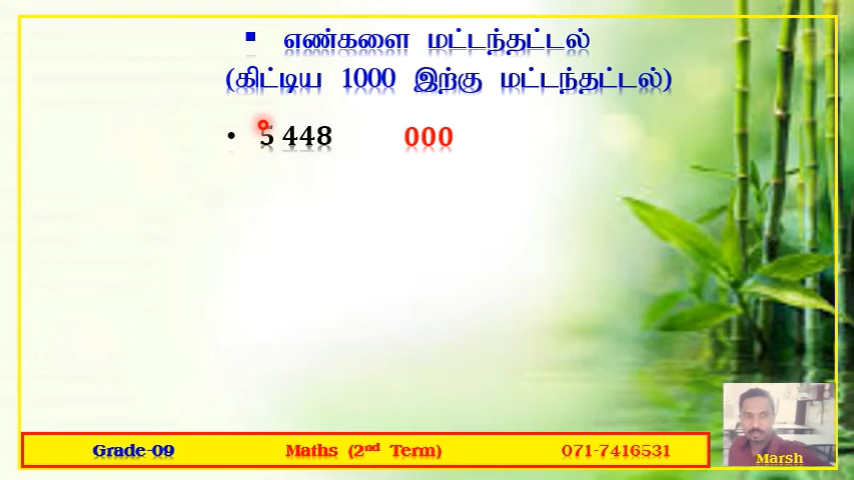 ▪ எண்களை மட்டந்தட்டல்
(கிட்டிய 1000 இற்கு மட்டந்தட்டல்)
• 5 448 000
Grade-09 Maths (2nd Term) 071-7416531
Marsh